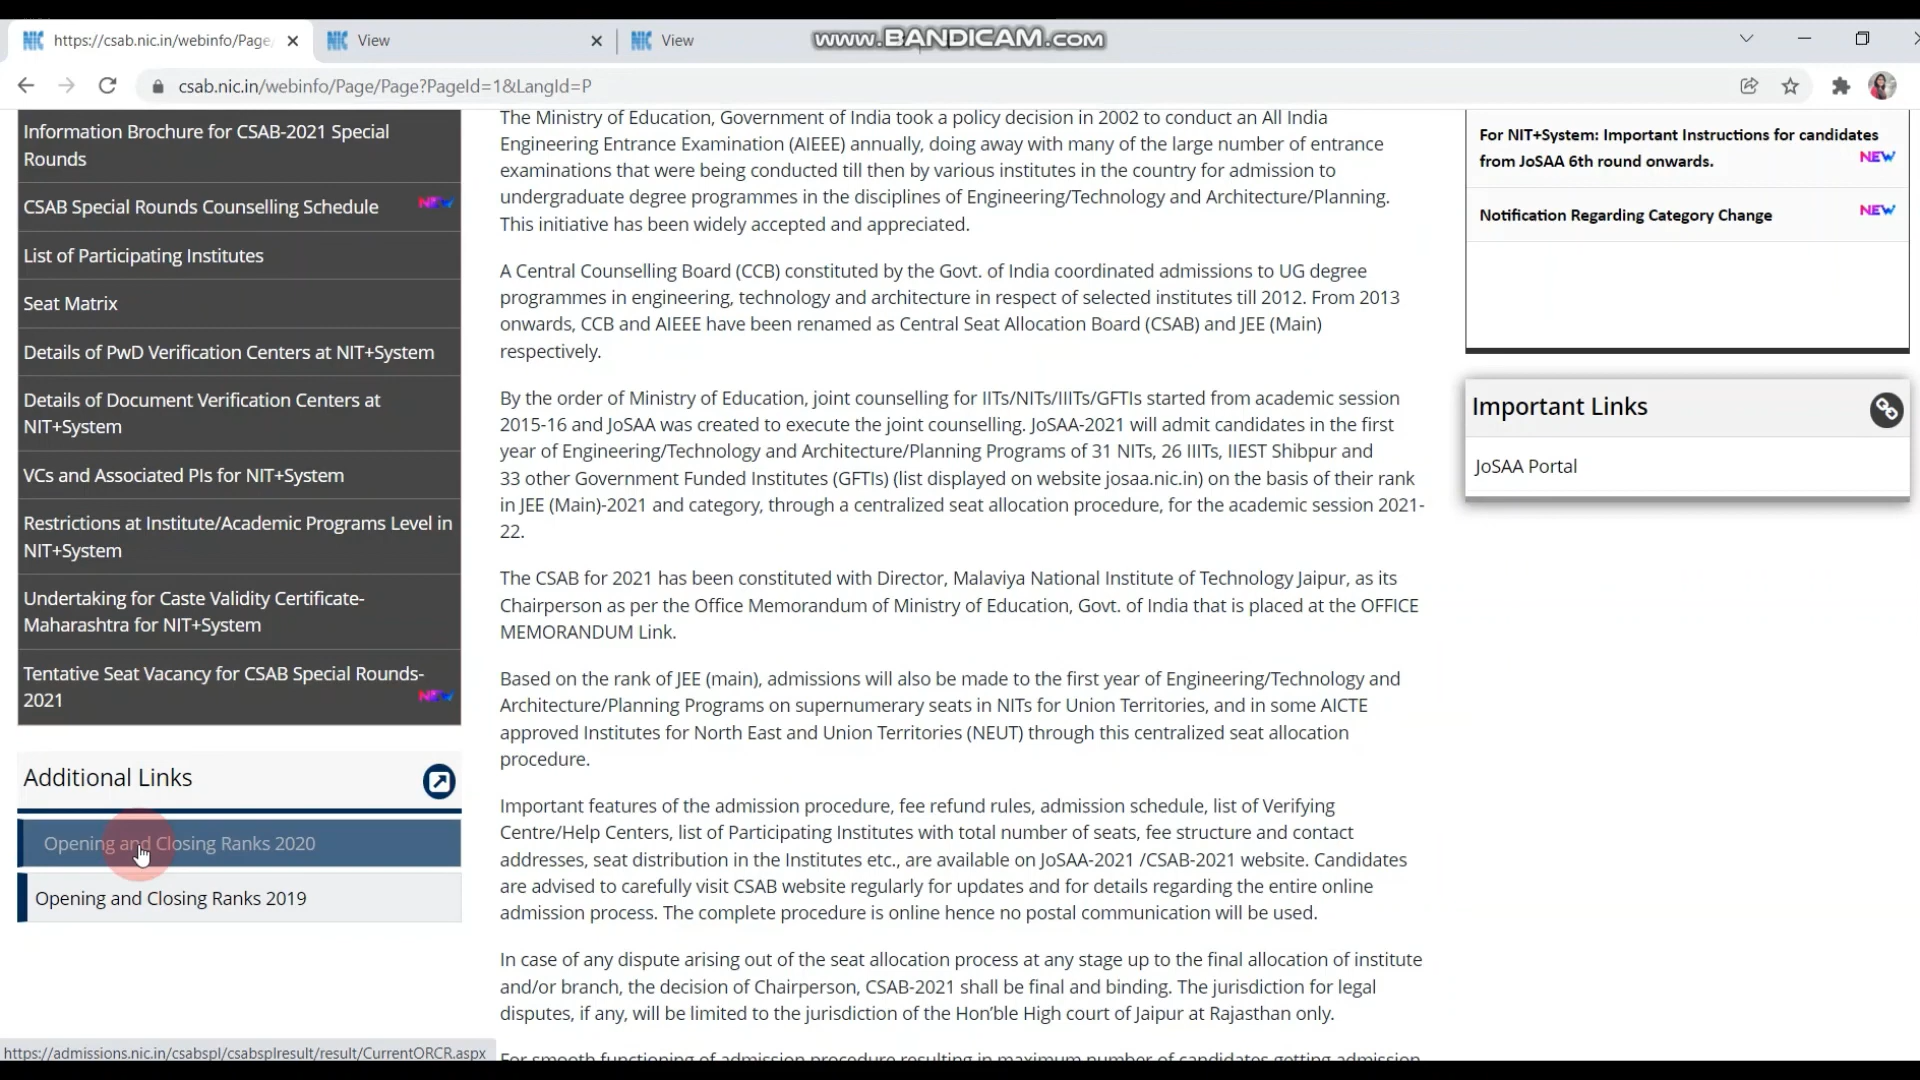 https://csab.nic.in/webinfo/Page/
View
View
www.BANDICAM.com
csab.nic.in/webinfo/Page/Page?PageId=1&LangId=P
Information Brochure for CSAB-2021 Special
Rounds
CSAB Special Rounds Counselling Schedule NEW
List of Participating Institutes
Seat Matrix
Details of PwD Verification Centers at NIT+System
Details of Document Verification Centers at
NIT+System
VCs and Associated PIs for NIT+System
Restrictions at Institute/Academic Programs Level in
NIT+System
Undertaking for Caste Validity Certificate-
Maharashtra for NIT+System
Tentative Seat Vacancy for CSAB Special Rounds-
2021 NEW
Additional Links
Opening and Closing Ranks 2020
Opening and Closing Ranks 2019
https://admissions.nic.in/csabspl/csabsplresult/result/CurrentORCR.aspx
The Ministry of Education, Government of India took a policy decision in 2002 to conduct an All India
Engineering Entrance Examination (AIEEE) annually, doing away with many of the large number of entrance
examinations that were being conducted till then by various institutes in the country for admission to
undergraduate degree programmes in the disciplines of Engineering/Technology and Architecture/Planning.
This initiative has been widely accepted and appreciated.
A Central Counselling Board (CCB) constituted by the Govt. of India coordinated admissions to UG degree
programmes in engineering, technology and architecture in respect of selected institutes till 2012. From 2013
onwards, CCB and AIEEE have been renamed as Central Seat Allocation Board (CSAB) and JEE (Main)
respectively.
By the order of Ministry of Education, joint counselling for IITs/NITs/IIITs/GFTIs started from academic session
2015-16 and JoSAA was created to execute the joint counselling. JoSAA-2021 will admit candidates in the first
year of Engineering/Technology and Architecture/Planning Programs of 31 NITs, 26 IIITs, IIEST Shibpur and
33 other Government Funded Institutes (GFTIs) (list displayed on website josaa.nic.in) on the basis of their rank
in JEE (Main)-2021 and category, through a centralized seat allocation procedure, for the academic session 2021-
22.
The CSAB for 2021 has been constituted with Director, Malaviya National Institute of Technology Jaipur, as its
Chairperson as per the Office Memorandum of Ministry of Education, Govt. of India that is placed at the OFFICE
MEMORANDUM Link.
Based on the rank of JEE (main), admissions will also be made to the first year of Engineering/Technology and
Architecture/Planning Programs on supernumerary seats in NITs for Union Territories, and in some AICTE
approved Institutes for North East and Union Territories (NEUT) through this centralized seat allocation
procedure.
Important features of the admission procedure, fee refund rules, admission schedule, list of Verifying
Centre/Help Centers, list of Participating Institutes with total number of seats, fee structure and contact
addresses, seat distribution in the Institutes etc., are available on JoSAA-2021 /CSAB-2021 website. Candidates
are advised to carefully visit CSAB website regularly for updates and for details regarding the entire online
admission process. The complete procedure is online hence no postal communication will be used.
In case of any dispute arising out of the seat allocation process at any stage up to the final allocation of institute
and/or branch, the decision of Chairperson, CSAB-2021 shall be final and binding. The jurisdiction for legal
disputes, if any, will be limited to the jurisdiction of the Hon'ble High court of Jaipur at Rajasthan only.
For smooth functioning of admission procedure resulting in maximum number of candidates getting admission
For NIT+System: Important Instructions for candidates
from JoSAA 6th round onwards. NEW
Notification Regarding Category Change NEW
Important Links
JoSAA Portal